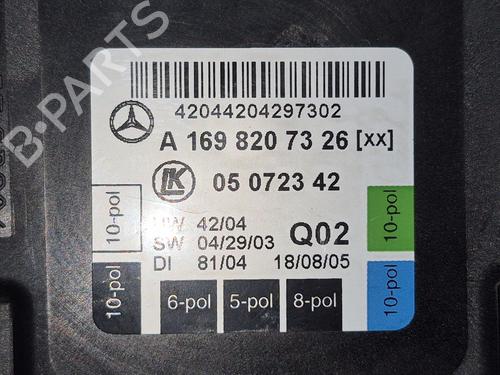 B-PARTS
42044204297302
A 169 820 73 26 [xx]
LK 05 0723 42
HW 42/04 Q02
SW 04/29/03
DI 81/04 18/08/05
10-pol
10-pol
10-pol
10-pol
6-pol 5-pol 8-pol